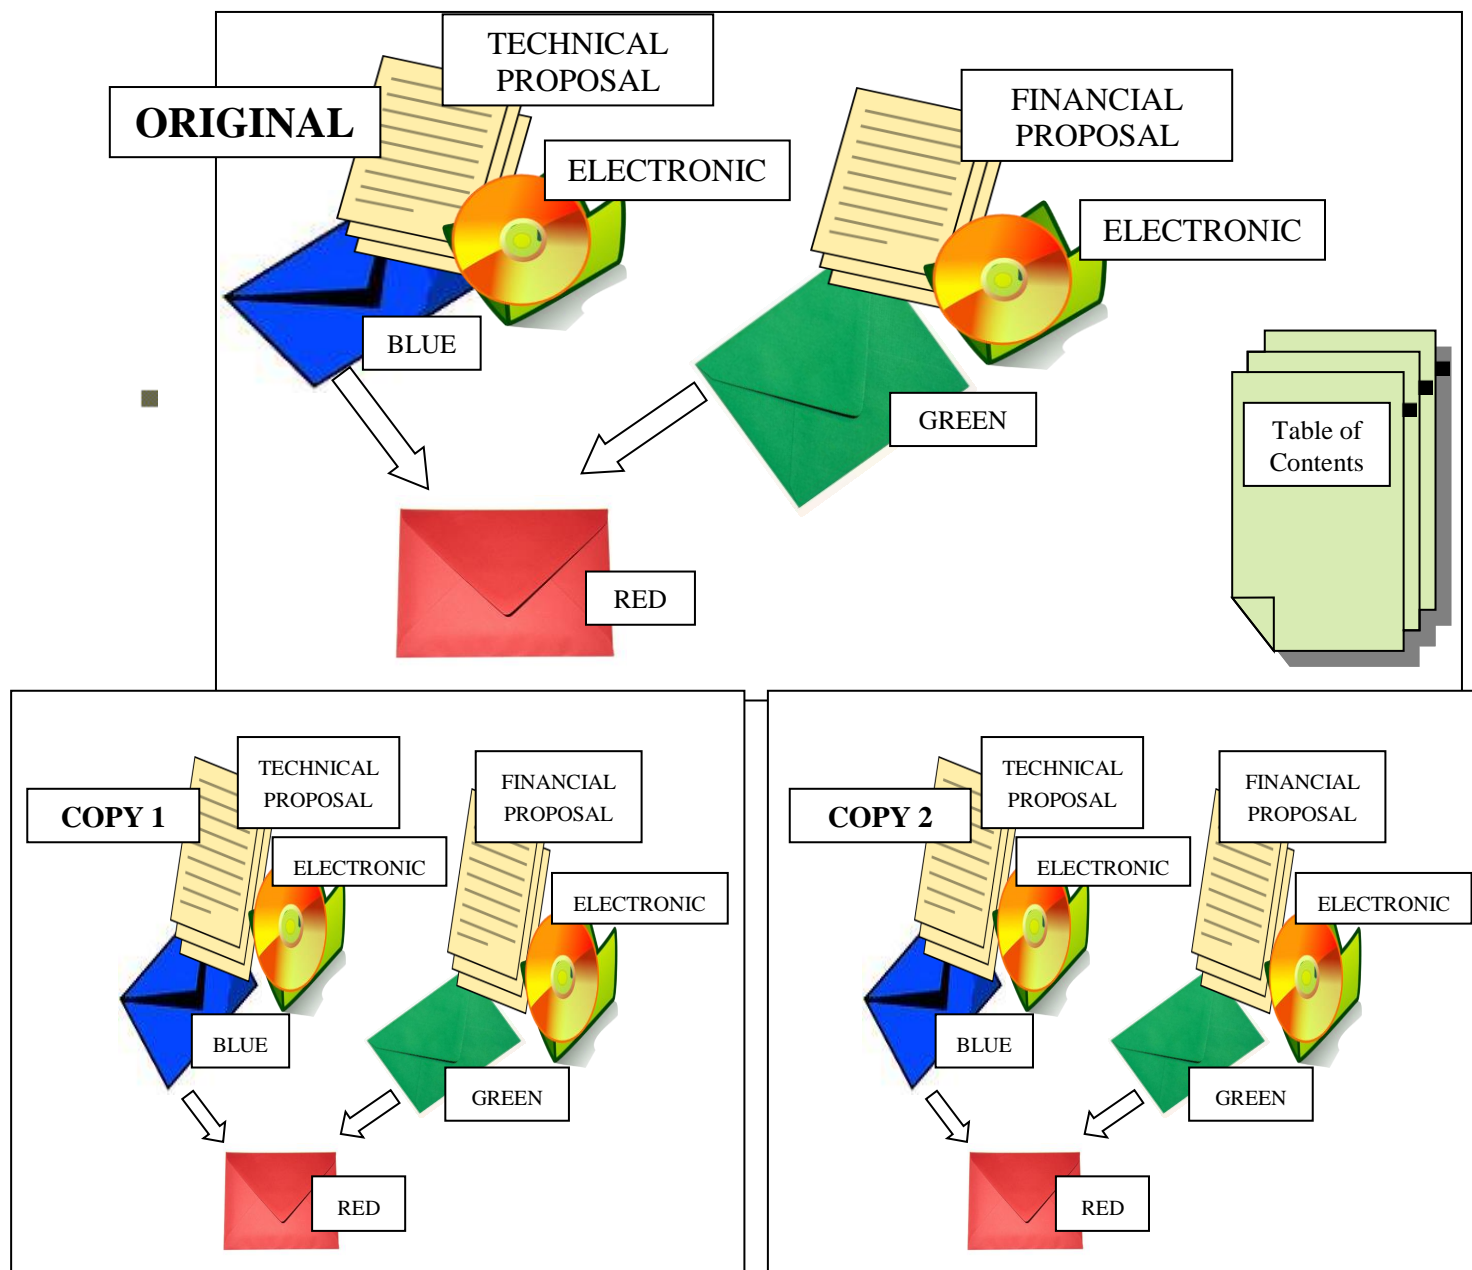 TECHNICAL
PROPOSAL
ORIGINAL
FINANCIAL
PROPOSAL
ELECTRONIC
ELECTRONIC
BLUE
GREEN
Table of
Contents
RED
TECHNICAL
PROPOSAL
COPY 1
FINANCIAL
PROPOSAL
ELECTRONIC
ELECTRONIC
BLUE
GREEN
RED
TECHNICAL
PROPOSAL
COPY 2
FINANCIAL
PROPOSAL
ELECTRONIC
ELECTRONIC
BLUE
GREEN
RED